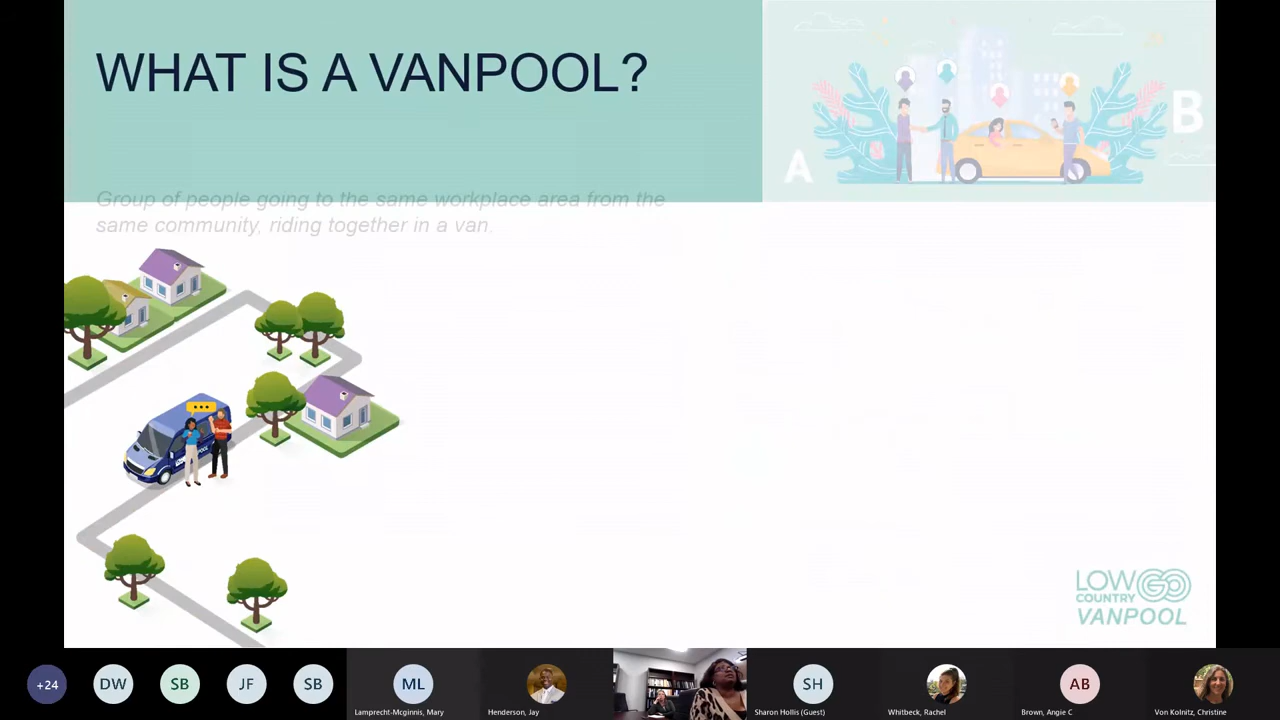 WHAT IS A VANPOOL?
Group of people going to the same workplace area from the
same community, riding together in a van.
A
B
LOW GO
COUNTRY
VANPOOL
+24
DW
SB
JF
SB
ML
SH
AB
Lamprecht-Mcginnis, Mary
Henderson, Jay
Sharon Hollis (Guest)
Whitbeck, Rachel
Brown, Angie C
Von Kolnitz, Christine